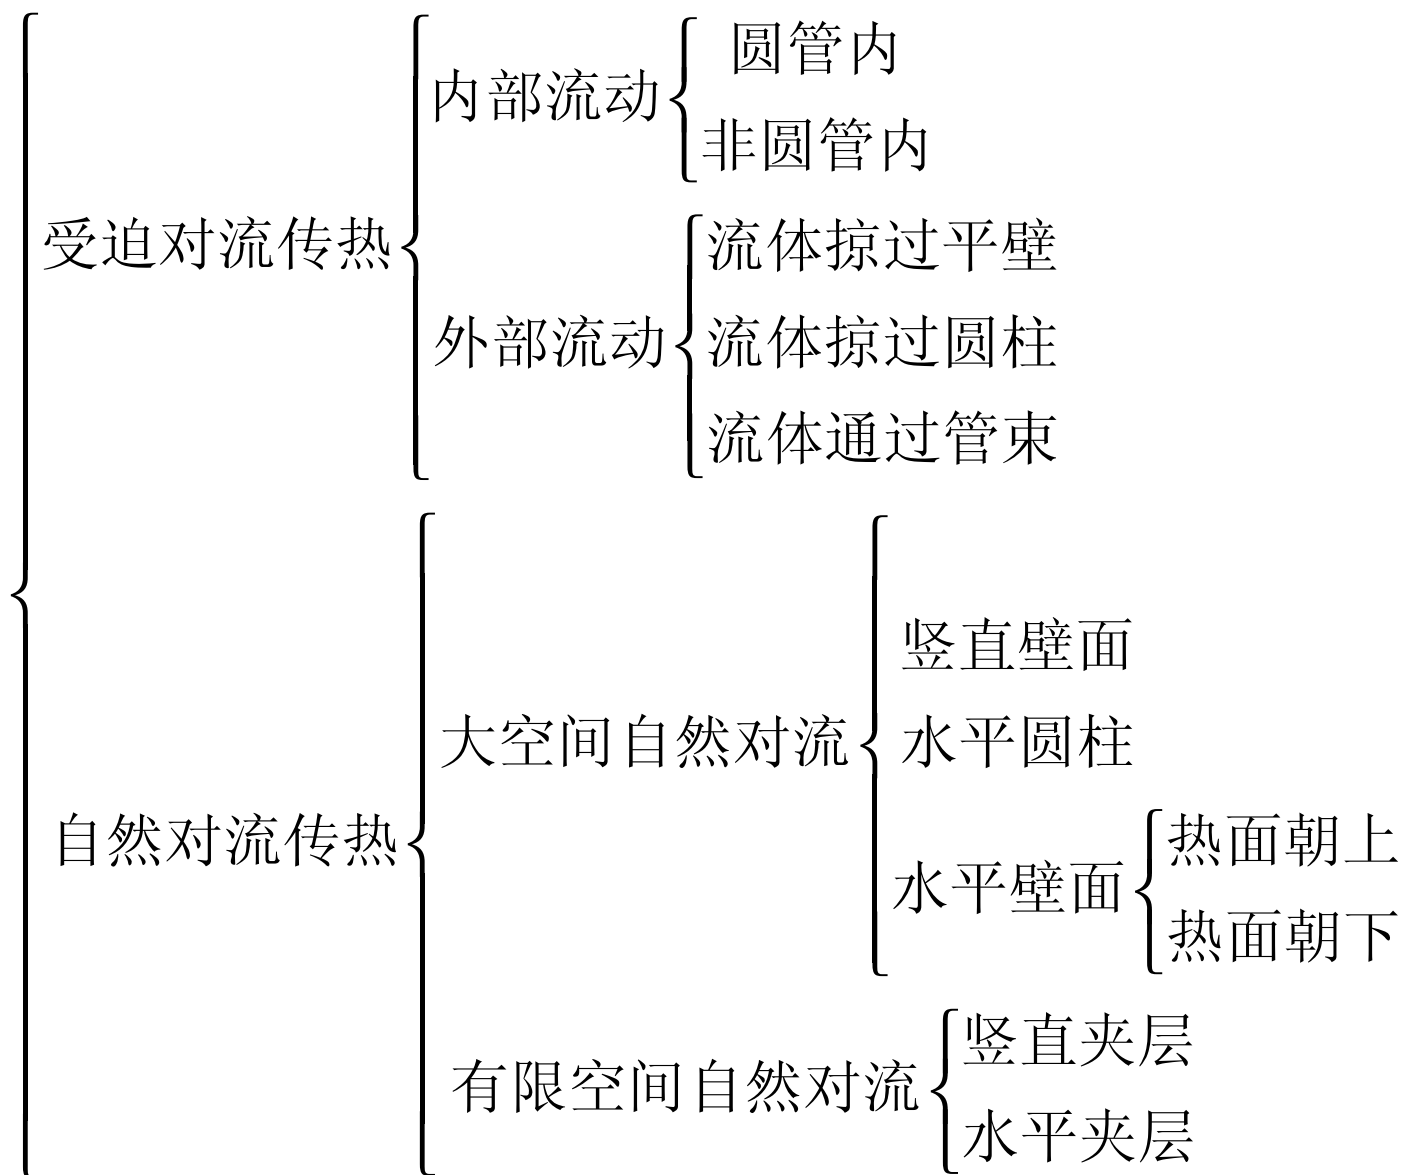 受迫对流传热
内部流动
圆管内
非圆管内
外部流动
流体掠过平壁
流体掠过圆柱
流体通过管束
自然对流传热
大空间自然对流
竖直壁面
水平圆柱
水平壁面
热面朝上
热面朝下
有限空间自然对流
竖直夹层
水平夹层